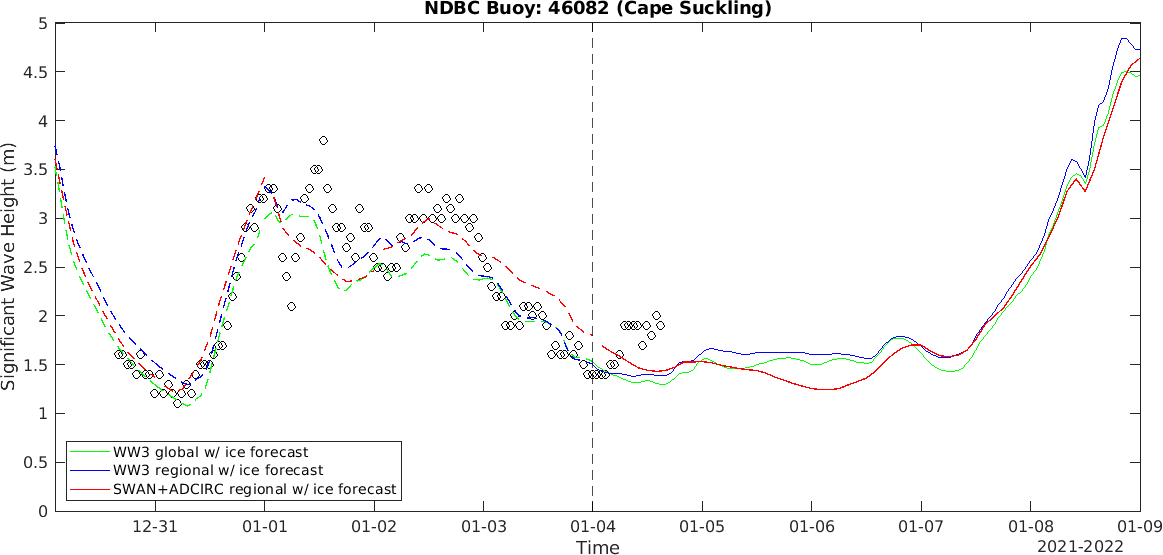 NDBC Buoy: 46082 (Cape Suckling)
5
4.5
4
3.5
3
2.5
2
1.5
1
0.5
0
Significant Wave Height (m)
WW3 global w/ ice forecast
WW3 regional w/ ice forecast
SWAN+ADCIRC regional w/ ice forecast
12-31 01-01 01-02 01-03 01-04 01-05 01-06 01-07 01-08 01-09
Time
2021-2022